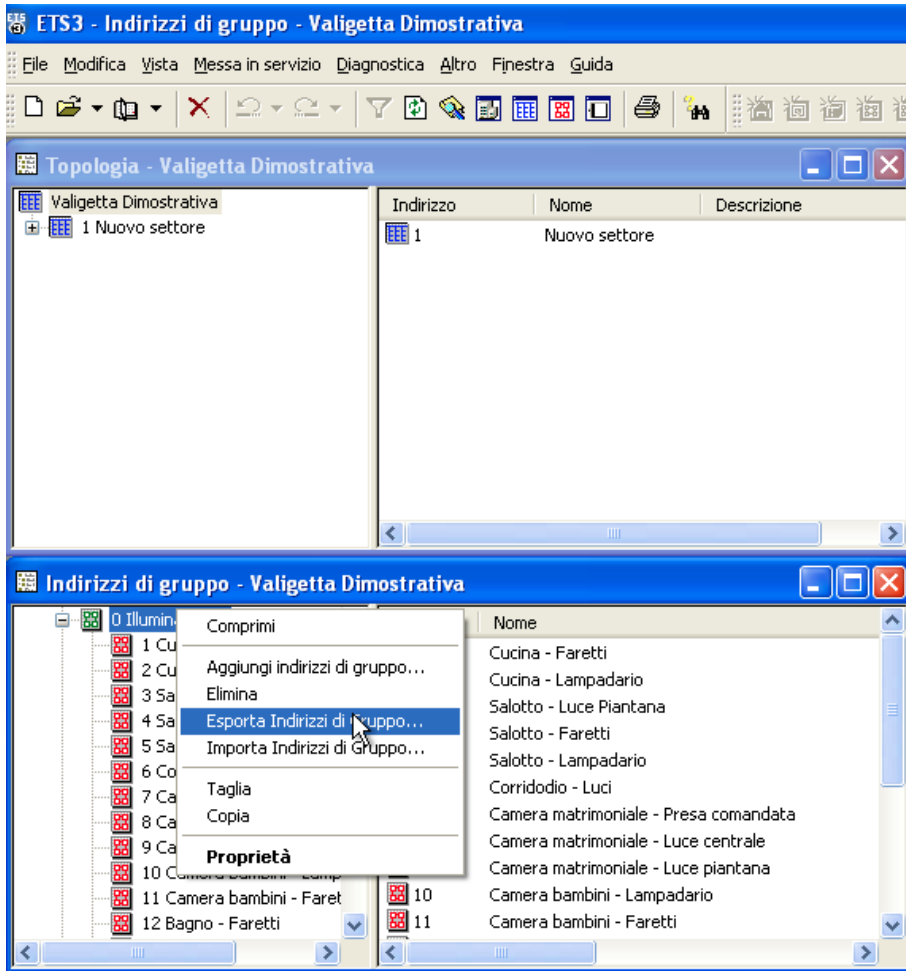 ETS3 - Indirizzi di gruppo - Valigetta Dimostrativa
File Modifica Vista Messa in servizio Diagnostica Altro Finestra Guida
Topologia - Valigetta Dimostrativa
Valigetta Dimostrativa
1 Nuovo settore
Indirizzo Nome Descrizione
1 Nuovo settore
Indirizzi di gruppo - Valigetta Dimostrativa
0 Illumin
1 Cu
2 Cu
3 Sa
4 Sa
5 Sa
6 Co
7 Ca
8 Ca
9 Ca
10 Camera bambini - Lamp
11 Camera bambini - Faret
12 Bagno - Faretti
Comprimi
Aggiungi indirizzi di gruppo...
Elimina
Esporta Indirizzi di Gruppo...
Importa Indirizzi di Gruppo...
Taglia
Copia
Proprietà
Nome
Cucina - Faretti
Cucina - Lampadario
Salotto - Luce Piantana
Salotto - Faretti
Salotto - Lampadario
Corridodio - Luci
Camera matrimoniale - Presa comandata
Camera matrimoniale - Luce centrale
Camera matrimoniale - Luce piantana
10 Camera bambini - Lampadario
11 Camera bambini - Faretti